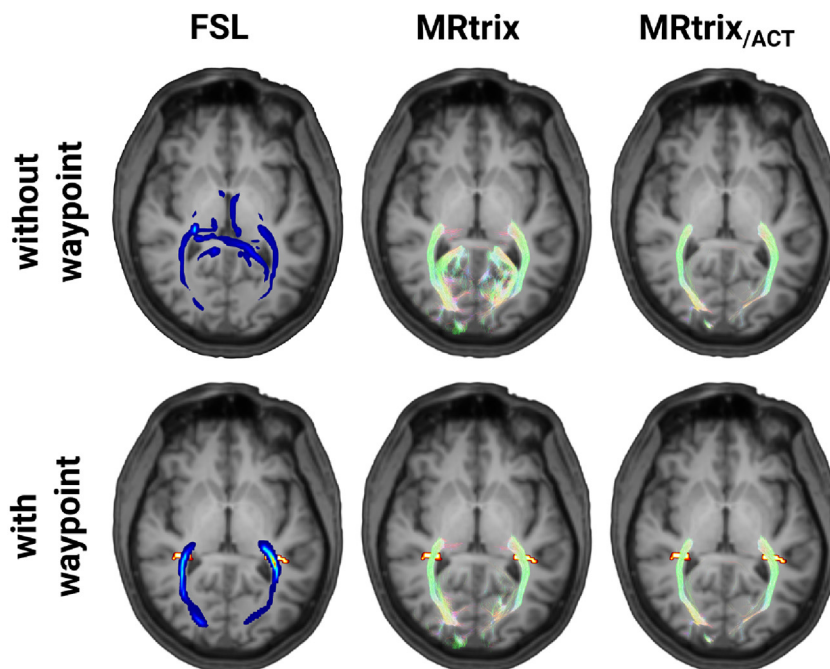 FSL
MRtrix
MRtrix/ACT
without
waypoint
with
waypoint